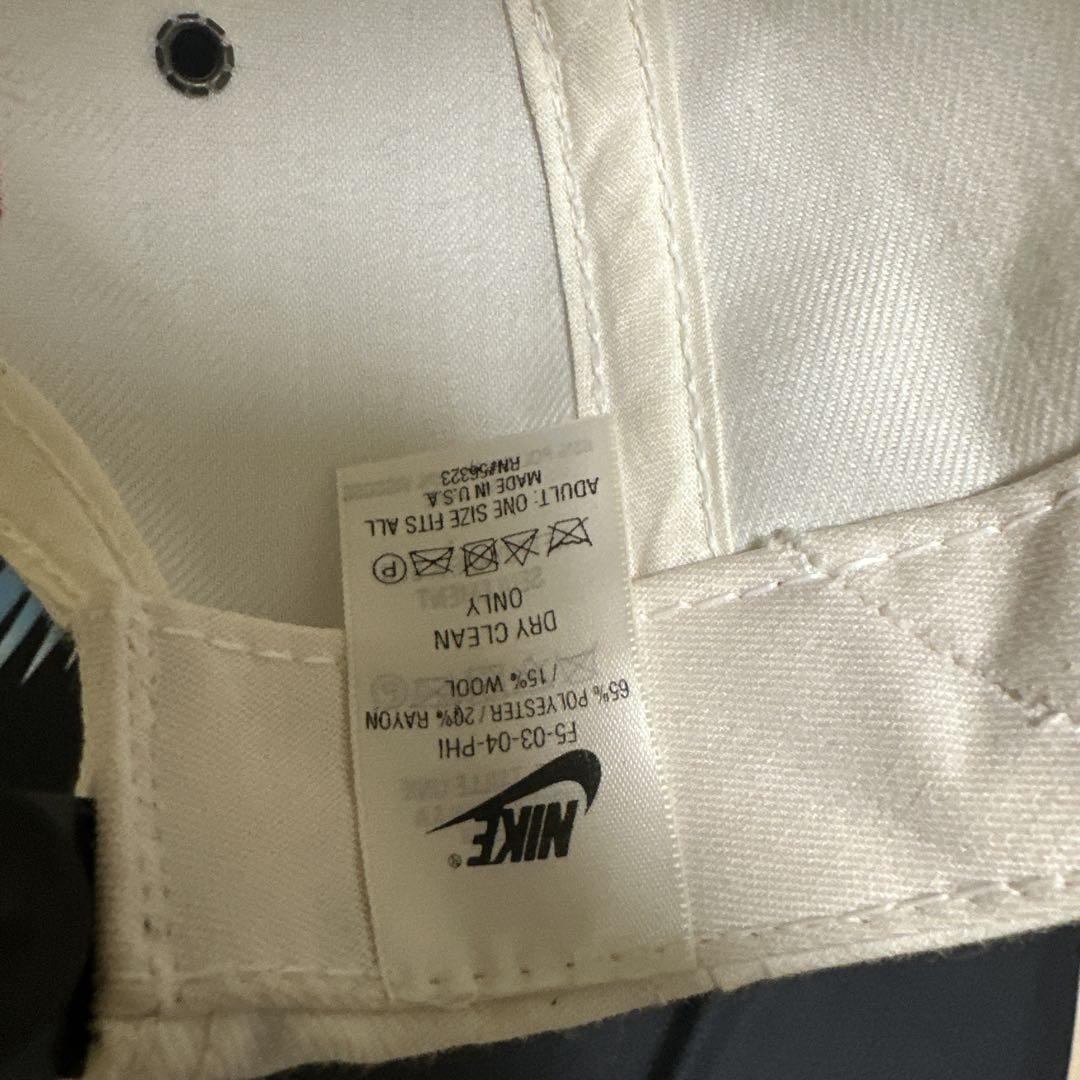 NIKE®
F5-03-04-PHI
65% POLYESTER / 20% RAYON
/ 15% WOOL
DRY CLEAN
ONLY
P
ADULT: ONE SIZE FITS ALL
MADE IN U.S.A
RN#56323